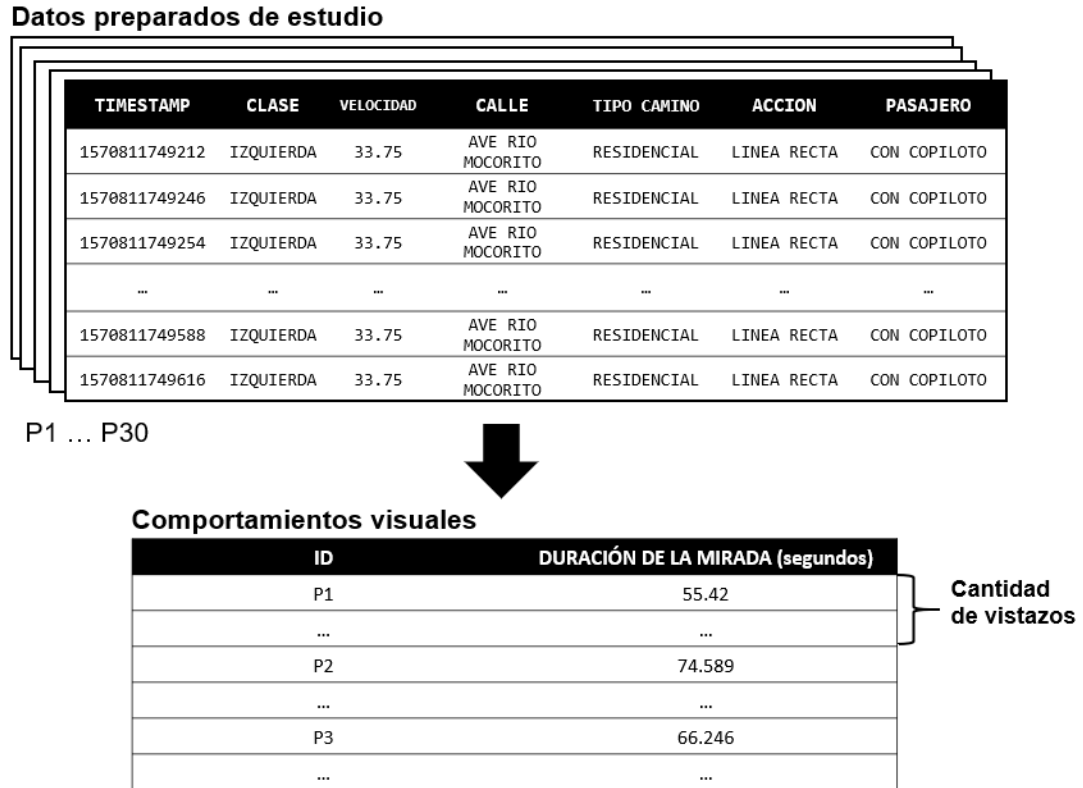 Datos preparados de estudio
TIMESTAMP CLASE VELOCIDAD CALLE TIPO CAMINO ACCION PASAJERO
1570811749212 IZQUIERDA 33.75 AVE RIO MOCORITO RESIDENCIAL LINEA RECTA CON COPILOTO
1570811749246 IZQUIERDA 33.75 AVE RIO MOCORITO RESIDENCIAL LINEA RECTA CON COPILOTO
1570811749254 IZQUIERDA 33.75 AVE RIO MOCORITO RESIDENCIAL LINEA RECTA CON COPILOTO
… … … … … … …
1570811749588 IZQUIERDA 33.75 AVE RIO MOCORITO RESIDENCIAL LINEA RECTA CON COPILOTO
1570811749616 IZQUIERDA 33.75 AVE RIO MOCORITO RESIDENCIAL LINEA RECTA CON COPILOTO
P1 … P30
Comportamientos visuales
ID DURACIÓN DE LA MIRADA (segundos)
P1 55.42
… …
Cantidad
de vistazos
P2 74.589
… …
P3 66.246
… …